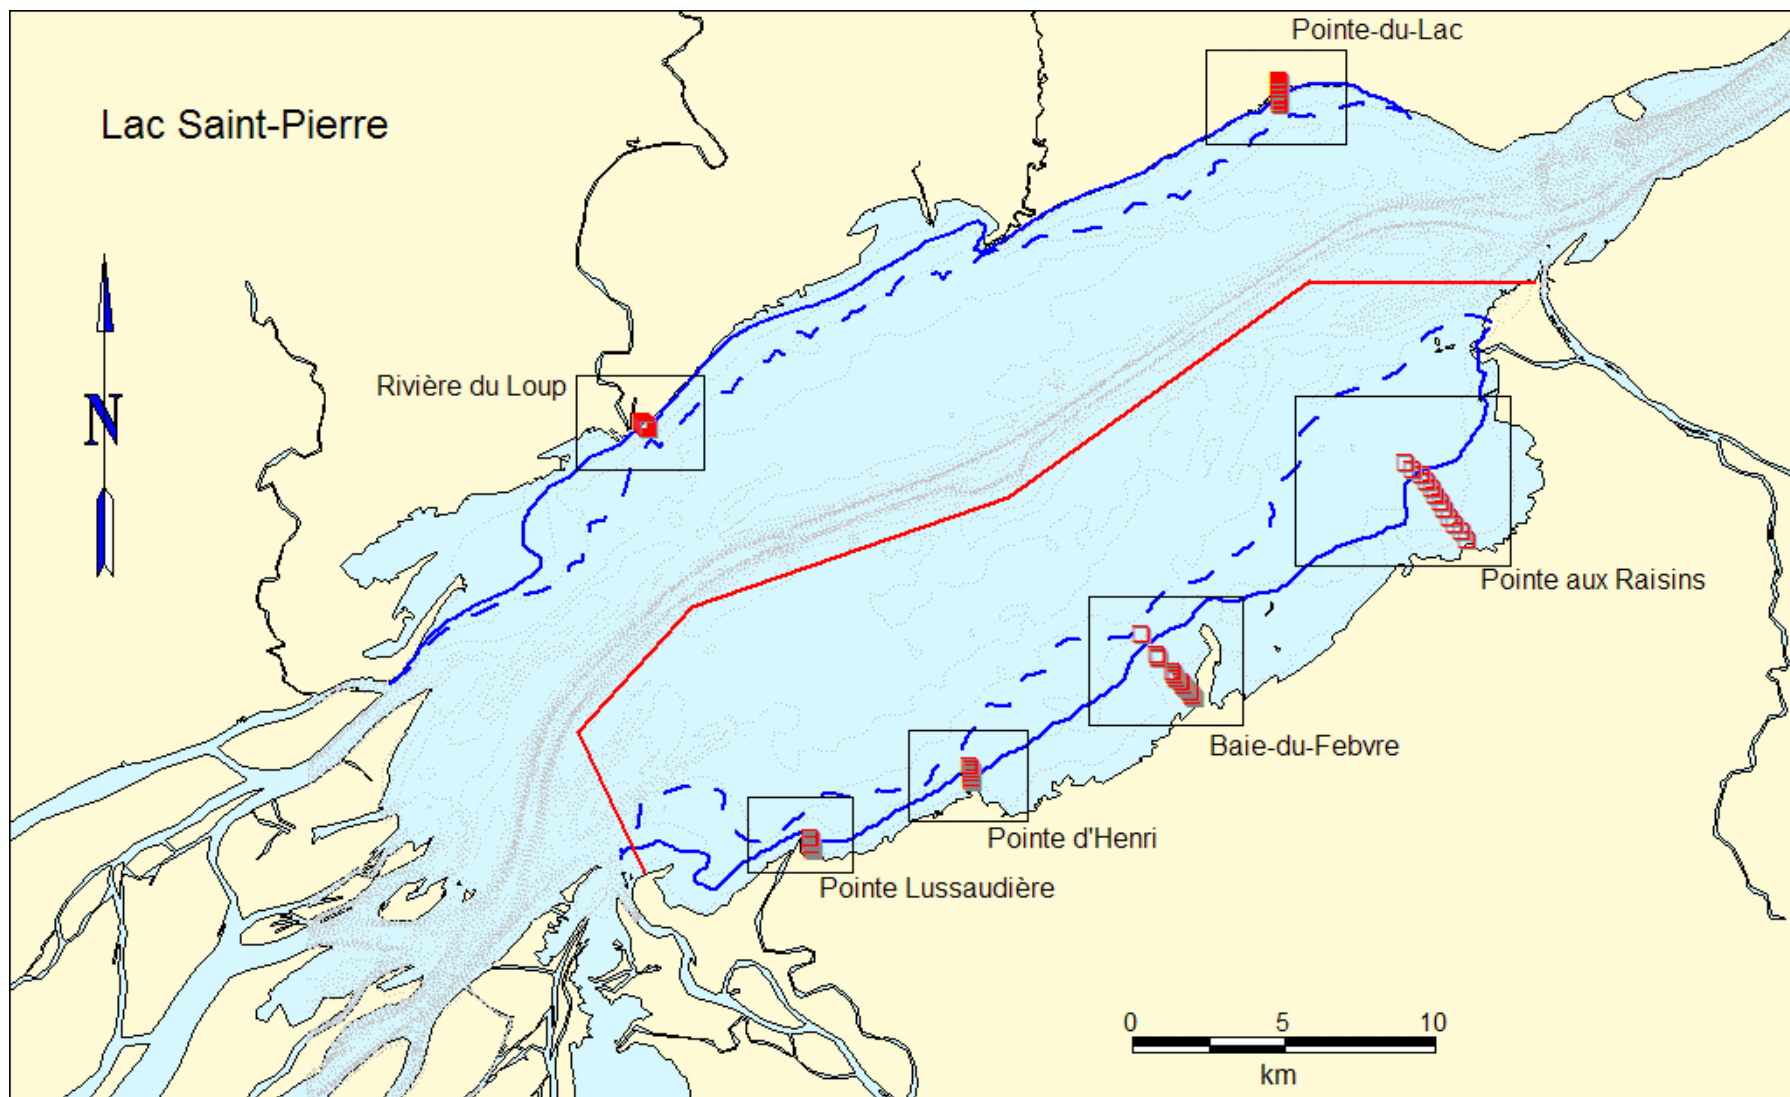 Pointe-du-Lac
Lac Saint-Pierre
Rivière du Loup
N
Pointe aux Raisins
Baie-du-Febvre
Pointe d'Henri
Pointe Lussaudière
0 5 10
km